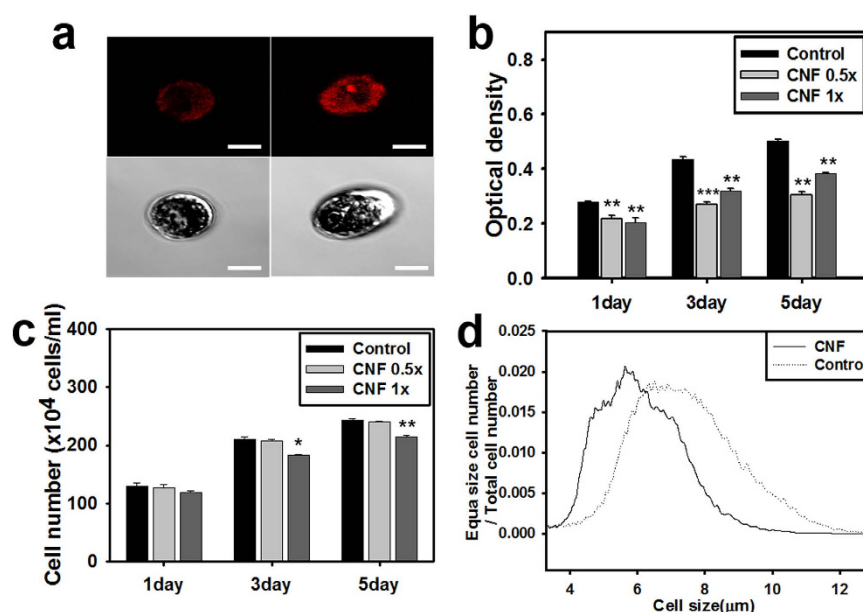 a
b
Optical density
0.8
0.6
0.4
0.2
0.0
Control
CNF 0.5x
CNF 1x
** **
*** **
** **
1day 3day 5day
c
Cell number (x10⁴ cells/ml)
400
300
200
100
0
Control
CNF 0.5x
CNF 1x
*
**
1day 3day 5day
d
Equa size cell number
/ Total cell number
0.025
0.020
0.015
0.010
0.005
0.000
CNF
Control
4 6 8 10 12
Cell size(μm)